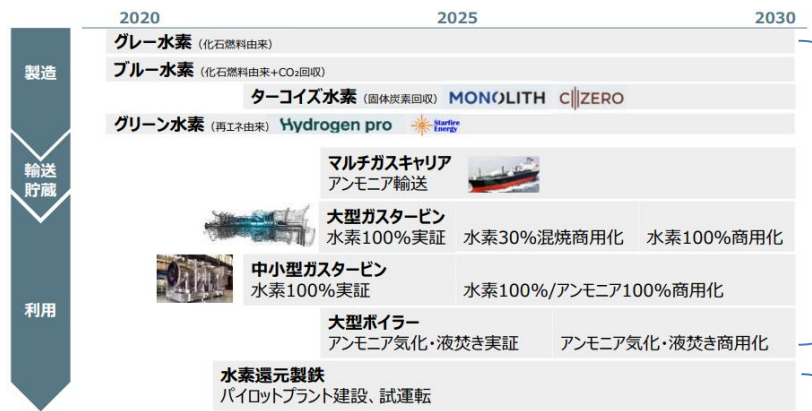 2020 2025 2030
製造
グレー水素 (化石燃料由来)
ブルー水素 (化石燃料由来+CO₂回収)
ターコイズ水素 (固体炭素回収) MONOLITH C||ZERO
グリーン水素 (再エネ由来) Hydrogen pro Starfire Energy
輸送
貯蔵
マルチガスキャリア
アンモニア輸送
利用
大型ガスタービン
水素100%実証 水素30%混焼商用化 水素100%商用化
中小型ガスタービン
水素100%実証 水素100%/アンモニア100%商用化
大型ボイラー
アンモニア気化・液焚き実証 アンモニア気化・液焚き商用化
水素還元製鉄
パイロットプラント建設、試運転